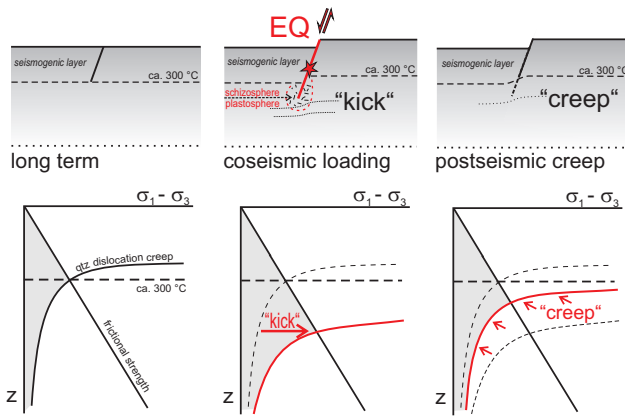 EQ
seismogenic layer
ca. 300 °C
long term
seismogenic layer
ca. 300 °C
schizosphere
plastosphere
"kick"
coseismic loading
seismogenic layer
ca. 300 °C
"creep"
postseismic creep
σ₁ - σ₃
qtz dislocation creep
ca. 300 °C
frictional strength
z
σ₁ - σ₃
"kick"
z
σ₁ - σ₃
"creep"
z